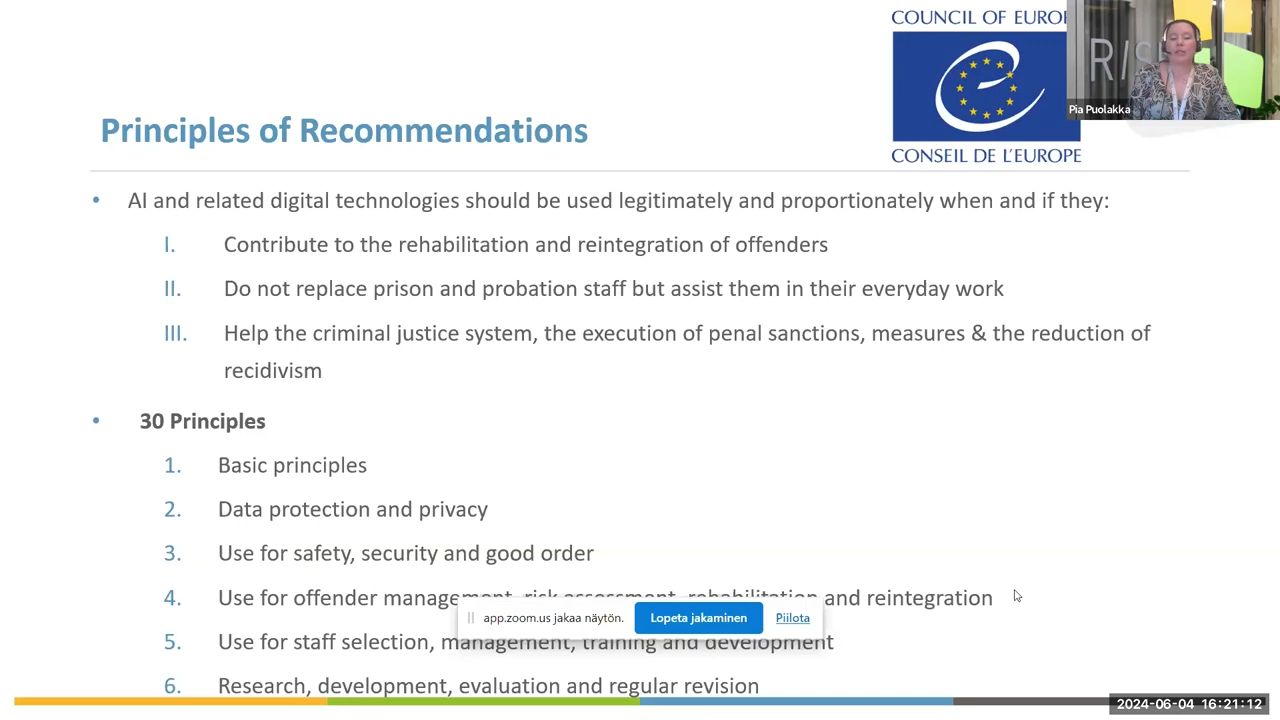 COUNCIL OF EUROP
RIS
Pia Puolakka
CONSEIL DE L'EUROPE
Principles of Recommendations
• AI and related digital technologies should be used legitimately and proportionately when and if they:
I. Contribute to the rehabilitation and reintegration of offenders
II. Do not replace prison and probation staff but assist them in their everyday work
III. Help the criminal justice system, the execution of penal sanctions, measures & the reduction of
recidivism
• 30 Principles
1. Basic principles
2. Data protection and privacy
3. Use for safety, security and good order
4. Use for offender management, risk assessment, rehabilitation and reintegration
app.zoom.us jakaa näytön. Lopeta jakaminen Piilota
5. Use for staff selection, management, training and development
6. Research, development, evaluation and regular revision
2024-06-04 16:21:12